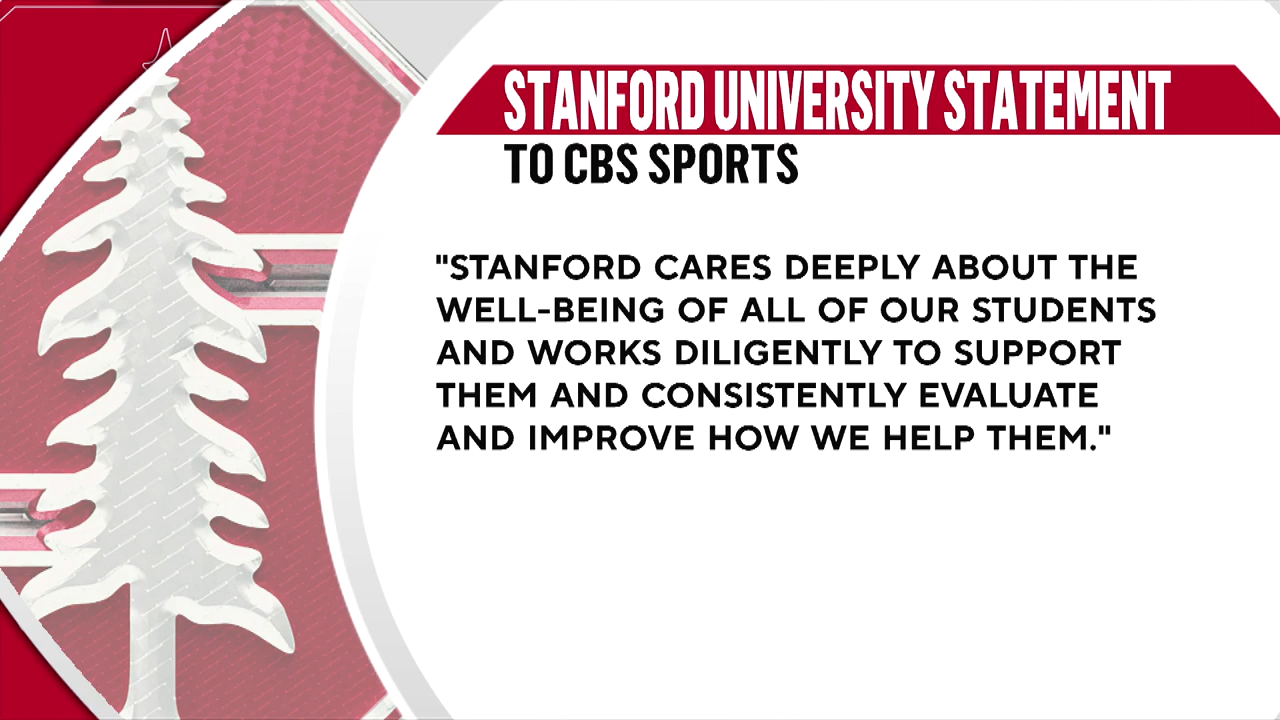 STANFORD UNIVERSITY STATEMENT
TO CBS SPORTS
"STANFORD CARES DEEPLY ABOUT THE
WELL-BEING OF ALL OF OUR STUDENTS
AND WORKS DILIGENTLY TO SUPPORT
THEM AND CONSISTENTLY EVALUATE
AND IMPROVE HOW WE HELP THEM."